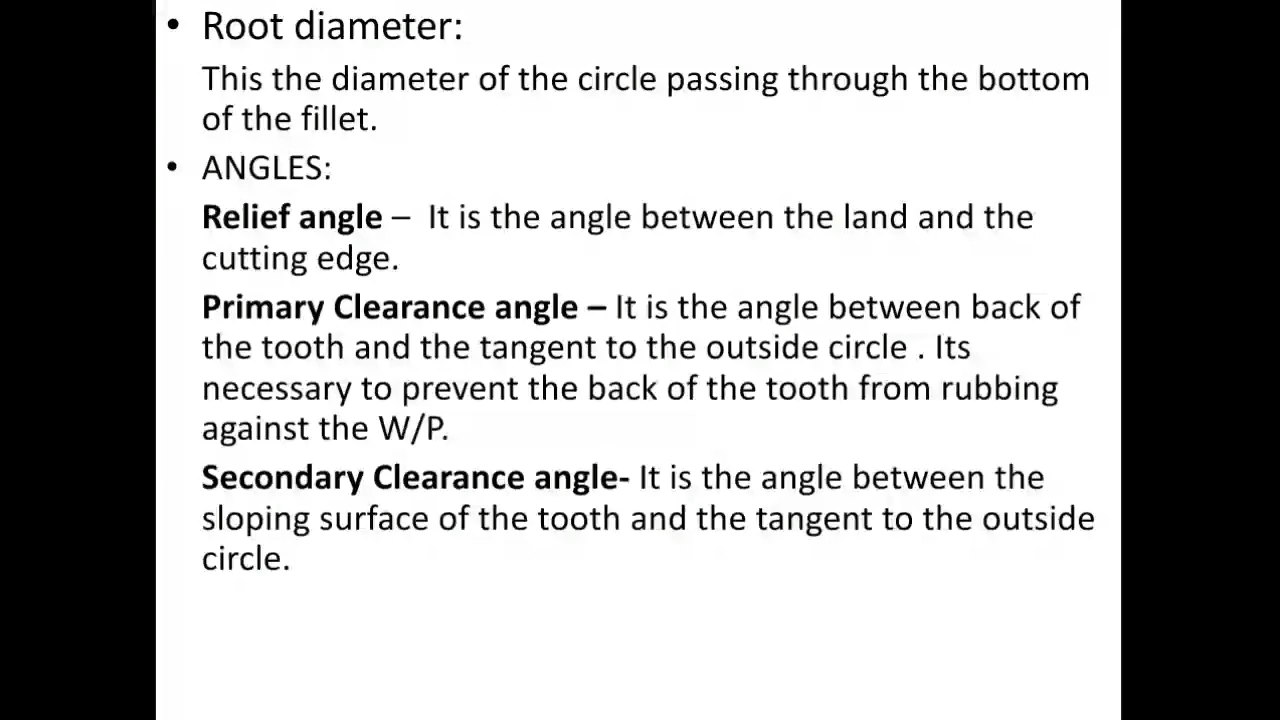 • Root diameter:
This the diameter of the circle passing through the bottom
of the fillet.
• ANGLES:
Relief angle – It is the angle between the land and the
cutting edge.
Primary Clearance angle – It is the angle between back of
the tooth and the tangent to the outside circle . Its
necessary to prevent the back of the tooth from rubbing
against the W/P.
Secondary Clearance angle- It is the angle between the
sloping surface of the tooth and the tangent to the outside
circle.